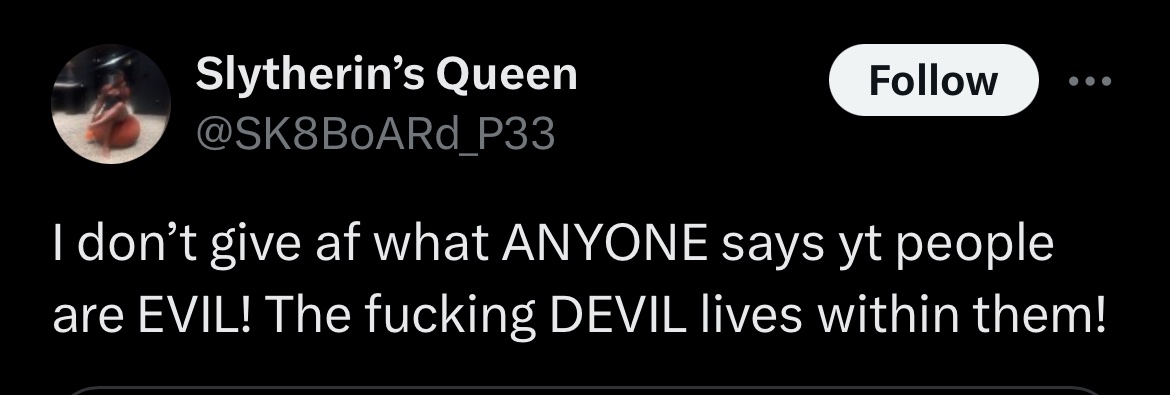 Slytherin’s Queen
Follow
@SK8BoARd_P33
I don’t give af what ANYONE says yt people
are EVIL! The fucking DEVIL lives within them!